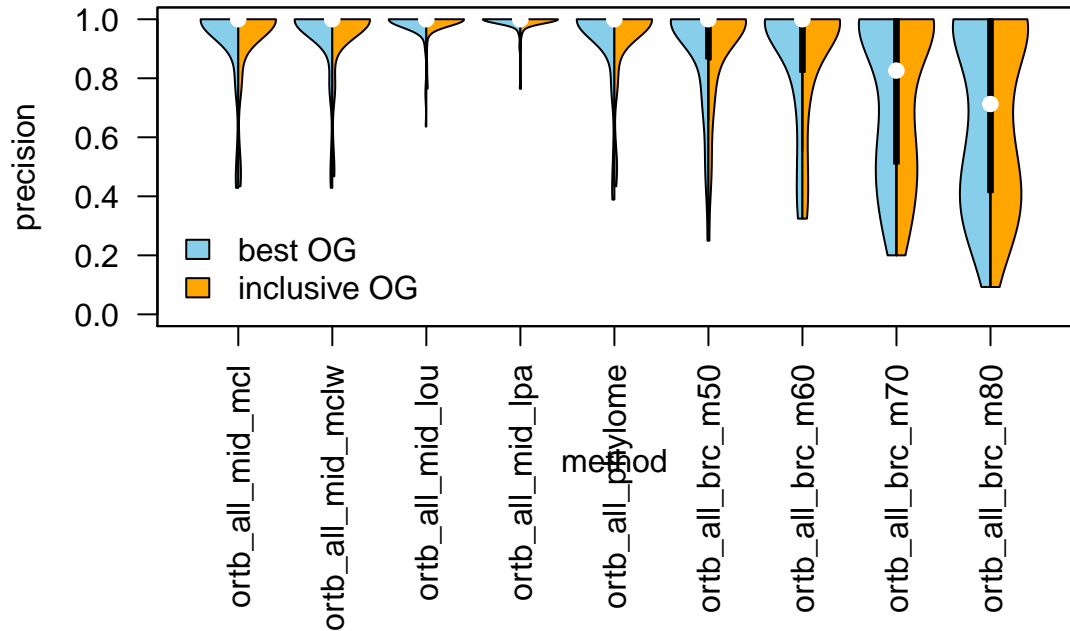 precision
1.0
0.8
0.6
0.4
0.2
0.0
best OG
inclusive OG
ortb_all_mid_mcl
ortb_all_mid_mclw
ortb_all_mid_lou
ortb_all_mid_lpa
ortb_all_phylome
ortb_all_brc_m50
ortb_all_brc_m60
ortb_all_brc_m70
ortb_all_brc_m80
method